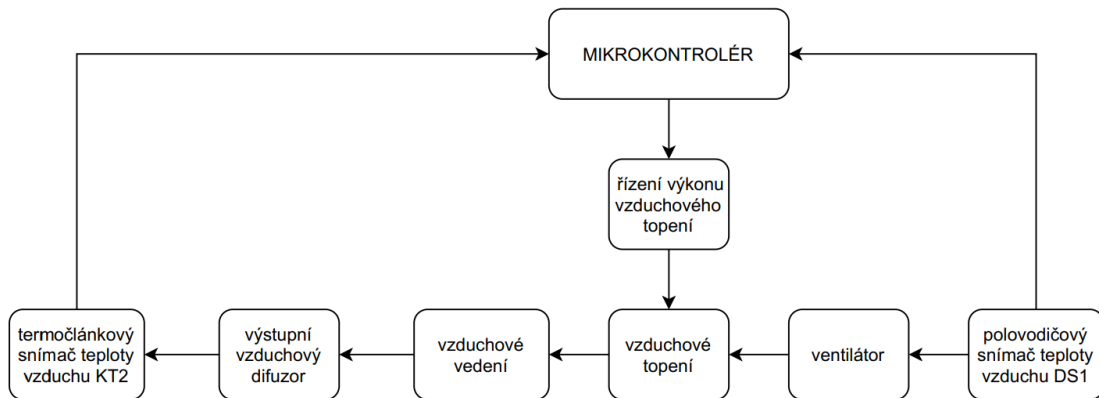 MIKROKONTROLÉR
řízení výkonu
vzduchového
topení
termočlánkový
snímač teploty
vzduchu KT2
výstupní
vzduchový
difuzor
vzduchové
vedení
vzduchové
topení
ventilátor
polovodičový
snímač teploty
vzduchu DS1